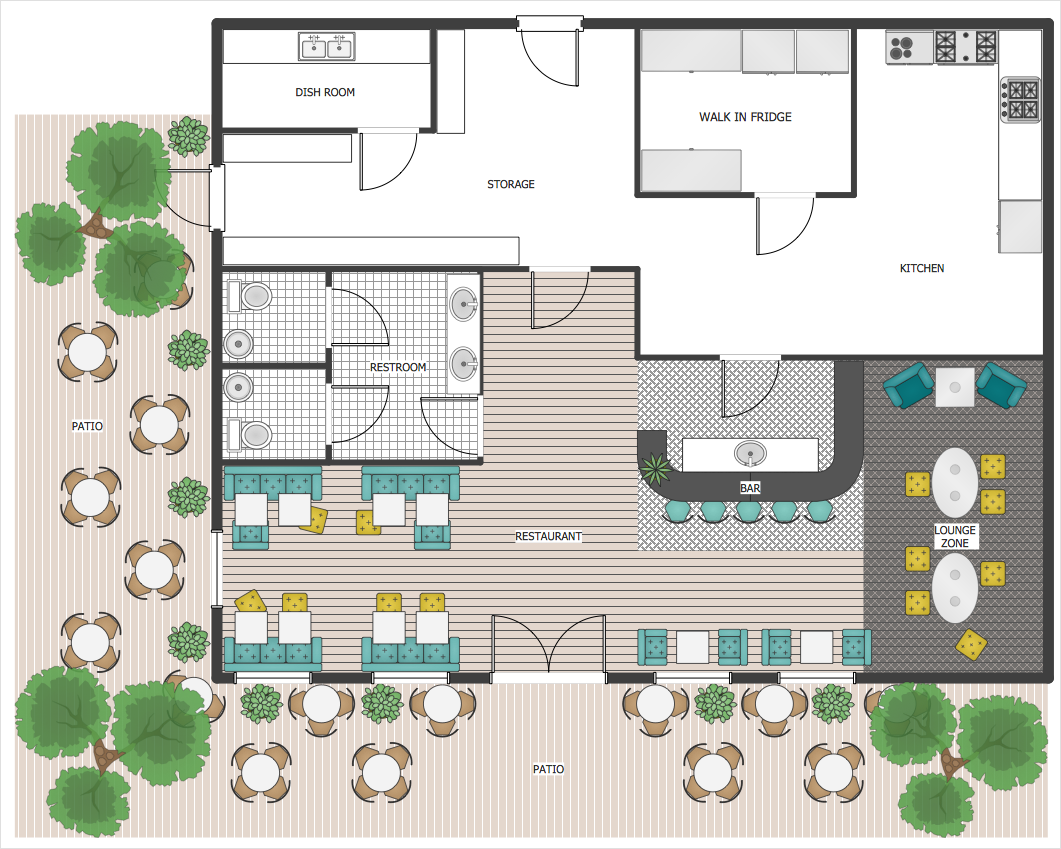 DISH ROOM
WALK IN FRIDGE
STORAGE
KITCHEN
RESTROOM
PATIO
BAR
RESTAURANT
LOUNGE
ZONE
PATIO